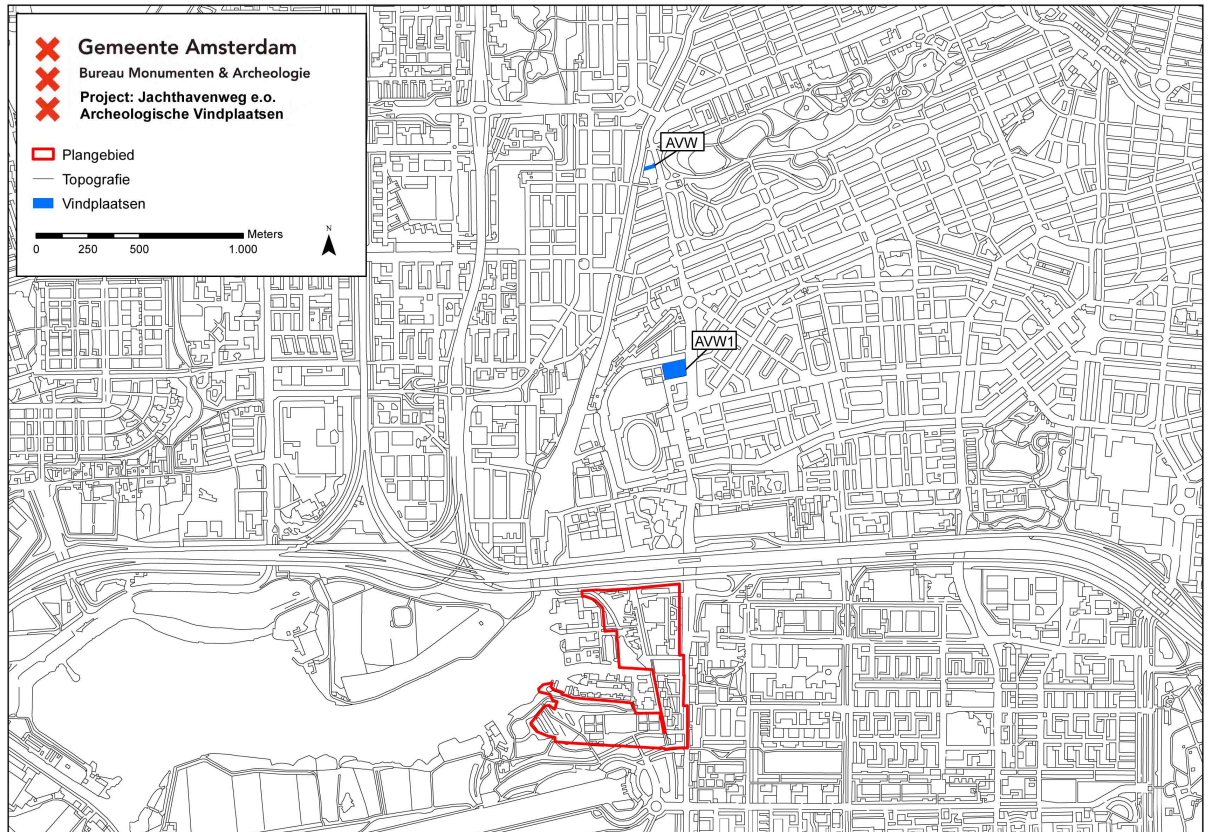 Gemeente Amsterdam
Bureau Monumenten & Archeologie
Project: Jachthavenweg e.o.
Archeologische Vindplaatsen
Plangebied
Topografie
Vindplaatsen
Meters
0 250 500 1.000
N
AVW
AVW1